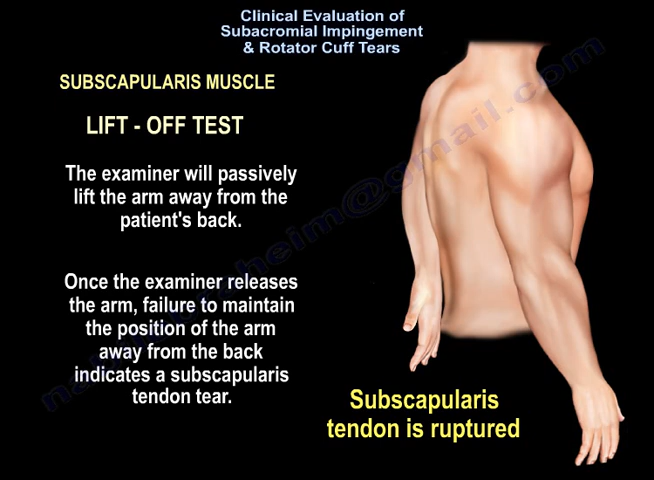 Clinical Evaluation of
Subacromial Impingement
& Rotator Cuff Tears
SUBSCAPULARIS MUSCLE
LIFT - OFF TEST
The examiner will passively
lift the arm away from the
patient's back.
Once the examiner releases
the arm, failure to maintain
the position of the arm
away from the back
indicates a subscapularis
tendon tear.
Subscapularis
tendon is ruptured